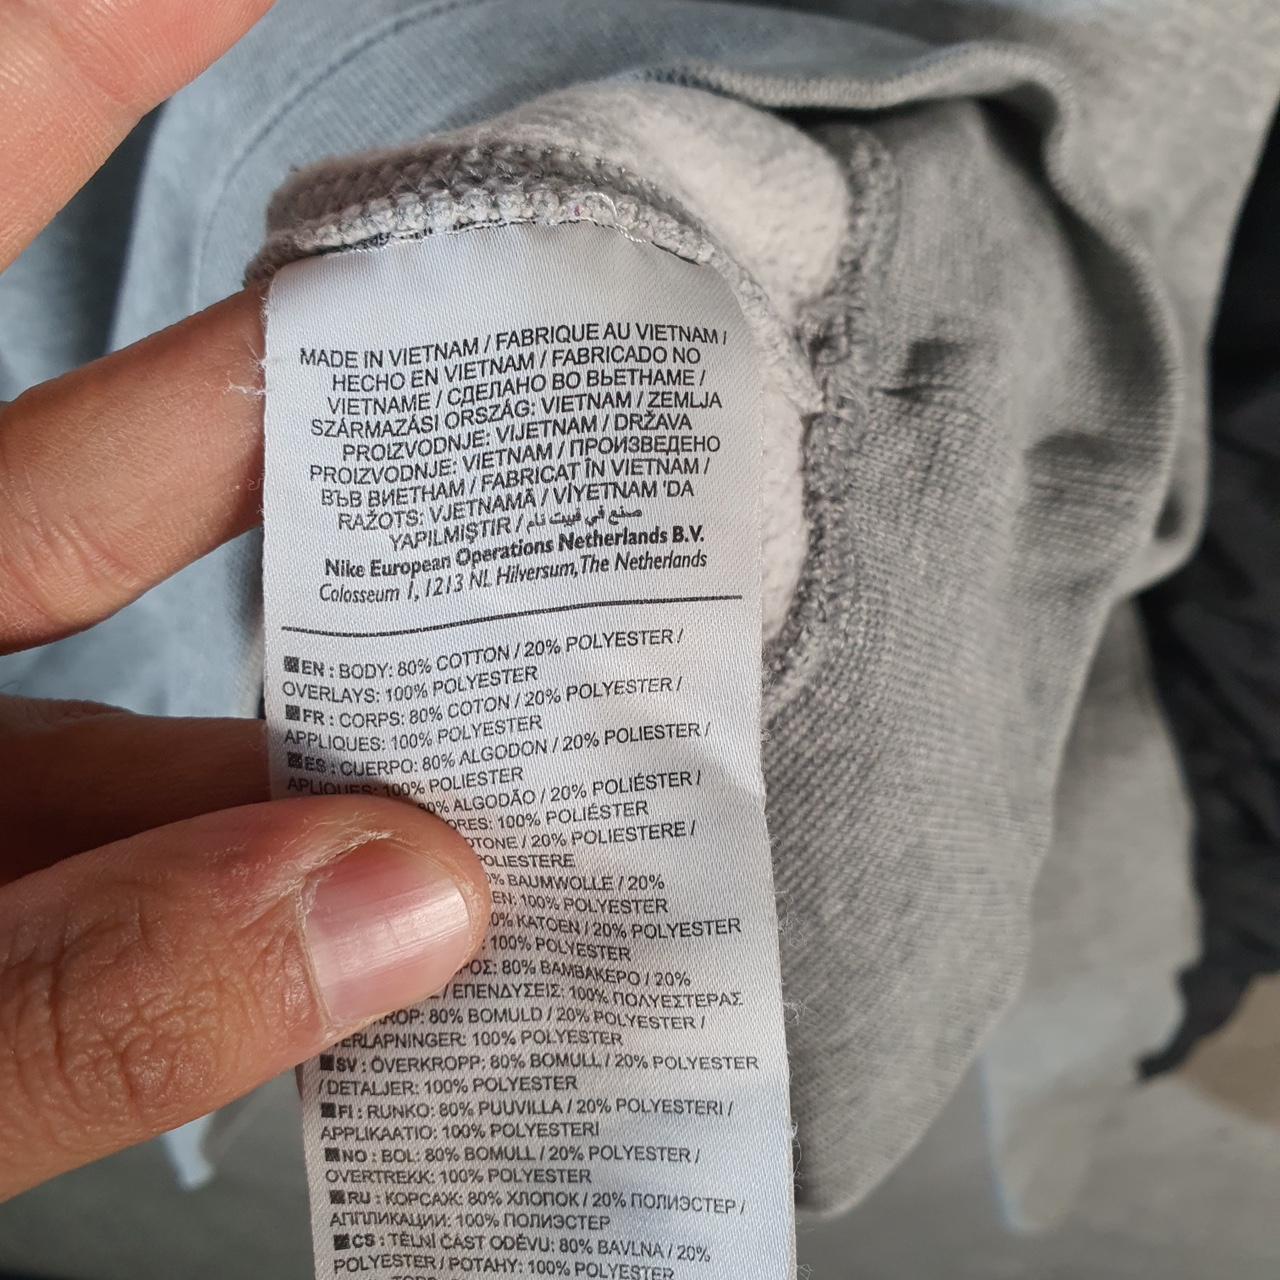 MADE IN VIETNAM / FABRIQUE AU VIETNAM /
HECHO EN VIETNAM / FABRICADO NO
VIETNAME / СДЕЛАНО ВО ВЬЕТНАМЕ /
SZÁRMAZÁSI ORSZÁG: VIETNAM / ZEMLJA
PROIZVODNJE: VIJETNAM / DRŽAVA
PROIZVODNJE: VIETNAM / ПРОИЗВЕДЕНО
ВЪВ ВИЕТНАМ / FABRICAT ÎN VIETNAM /
RAŽOTS: VJETNAMĀ / VİYETNAM 'DA
YAPILMIŞTIR / صنع في فييت نام
Nike European Operations Netherlands B.V.
Colosseum 1, 1213 NL Hilversum, The Netherlands
EN : BODY: 80% COTTON / 20% POLYESTER /
OVERLAYS: 100% POLYESTER
FR : CORPS: 80% COTON / 20% POLYESTER /
APPLIQUES: 100% POLYESTER
ES : CUERPO: 80% ALGODON / 20% POLIESTER /
APLIQUES: 100% POLIESTER
ALGODÃO / 20% POLIÉSTER /
100% POLIÉSTER
/ 20% POLIESTERE /
POLIESTERE
BAUMWOLLE / 20%
100% POLYESTER
KATOEN / 20% POLYESTER
100% POLYESTER
80% ΒΑΜΒΑΚΕΡΟ / 20%
/ ΕΠΕΝΔΥΣΕΙΣ: 100% ΠΟΛΥΕΣΤΕΡΑΣ
80% BOMULD / 20% POLYESTER /
100% POLYESTER
SV : ÖVERKROPP: 80% BOMULL / 20% POLYESTER
/ DETALJER: 100% POLYESTER
FI : RUNKO: 80% PUUVILLA / 20% POLYESTERI /
APPLIKAATIO: 100% POLYESTERI
NO : BOL: 80% BOMULL / 20% POLYESTER /
OVERTREKK: 100% POLYESTER
RU : КОРСАЖ: 80% ХЛОПОК / 20% ПОЛИЭСТЕР /
АППЛИКАЦИИ: 100% ПОЛИЭСТЕР
CS : TĚLNÍ ČÁST ODĚVU: 80% BAVLNA / 20%
POLYESTER / POTAHY: 100% POLYESTER